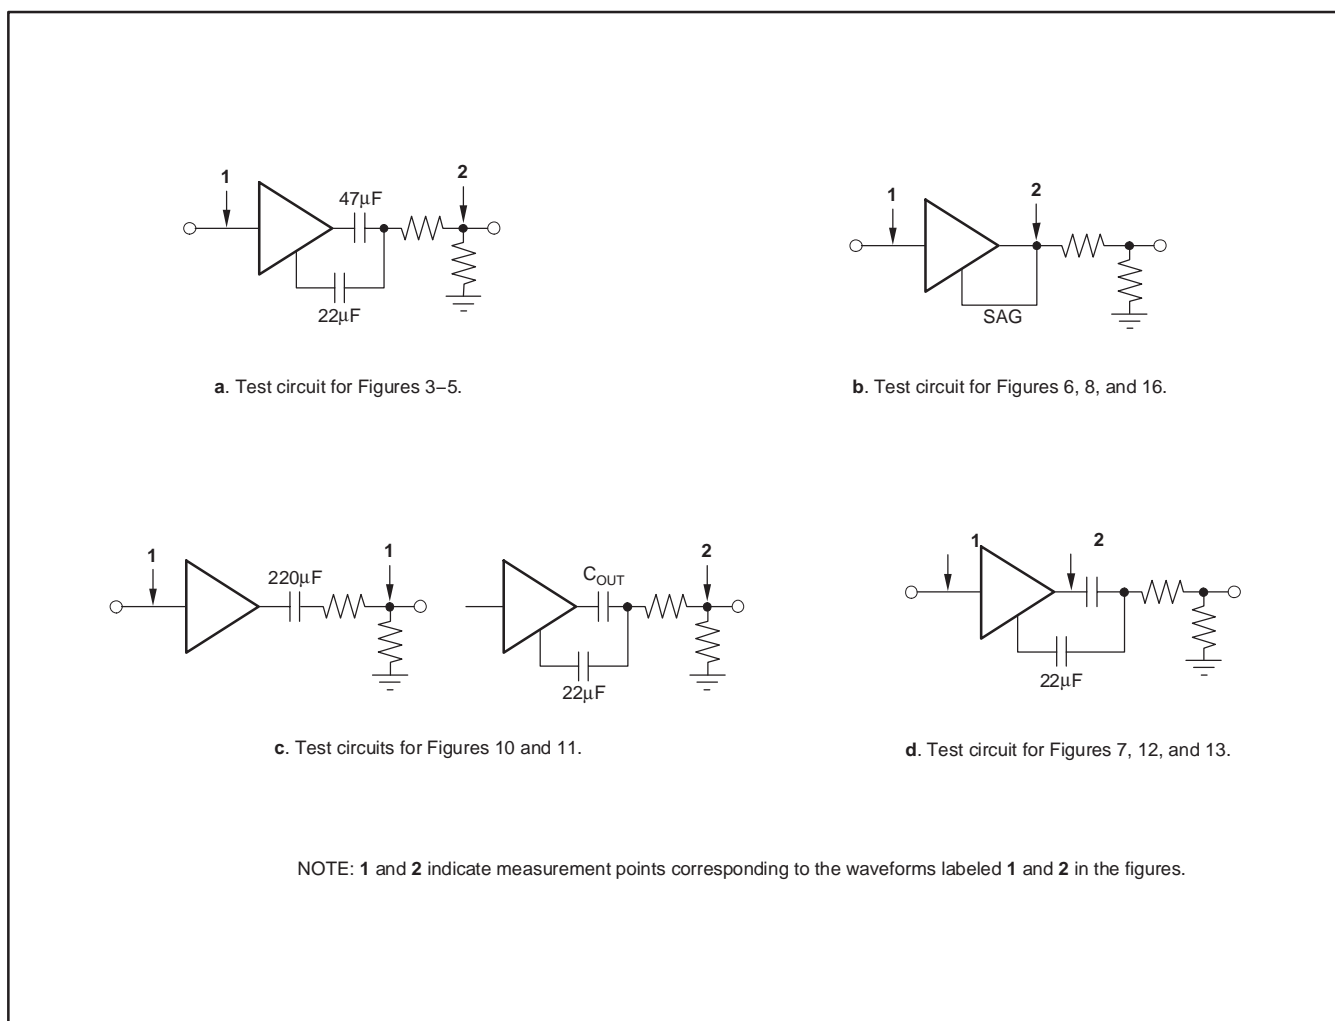 1
2
47μF
22μF
a. Test circuit for Figures 3–5.
1
2
SAG
b. Test circuit for Figures 6, 8, and 16.
1
220μF
1
COUT
2
22μF
c. Test circuits for Figures 10 and 11.
1
2
22μF
d. Test circuit for Figures 7, 12, and 13.
NOTE: 1 and 2 indicate measurement points corresponding to the waveforms labeled 1 and 2 in the figures.